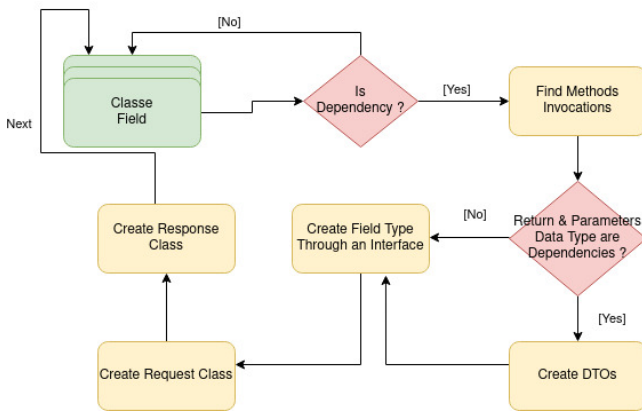 [No]
Classe
Field
Is
Dependency ?
[Yes]
Find Methods
Invocations
Next
Return & Parameters
Data Type are
Dependencies ?
[No]
Create Field Type
Through an Interface
Create Response
Class
[Yes]
Create Request Class
Create DTOs